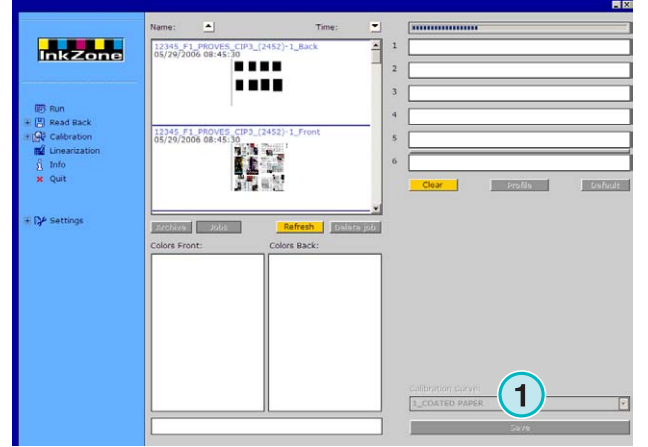 InkZone
Run
Read Back
Calibration
Linearization
Info
Quit
Settings
Name:
Time:
12345_F1_PROVES_CIP3_(2452)-1_Back
05/29/2006 08:45:30
12345_F1_PROVES_CIP3_(2452)-1_Front
05/29/2006 08:45:30
Archive
Jobs
Refresh
Delete job
Colors Front:
Colors Back:
1
2
3
4
5
6
Clear
Profile
Default
Calibration Curve:
1_COATED PAPER
1
Save